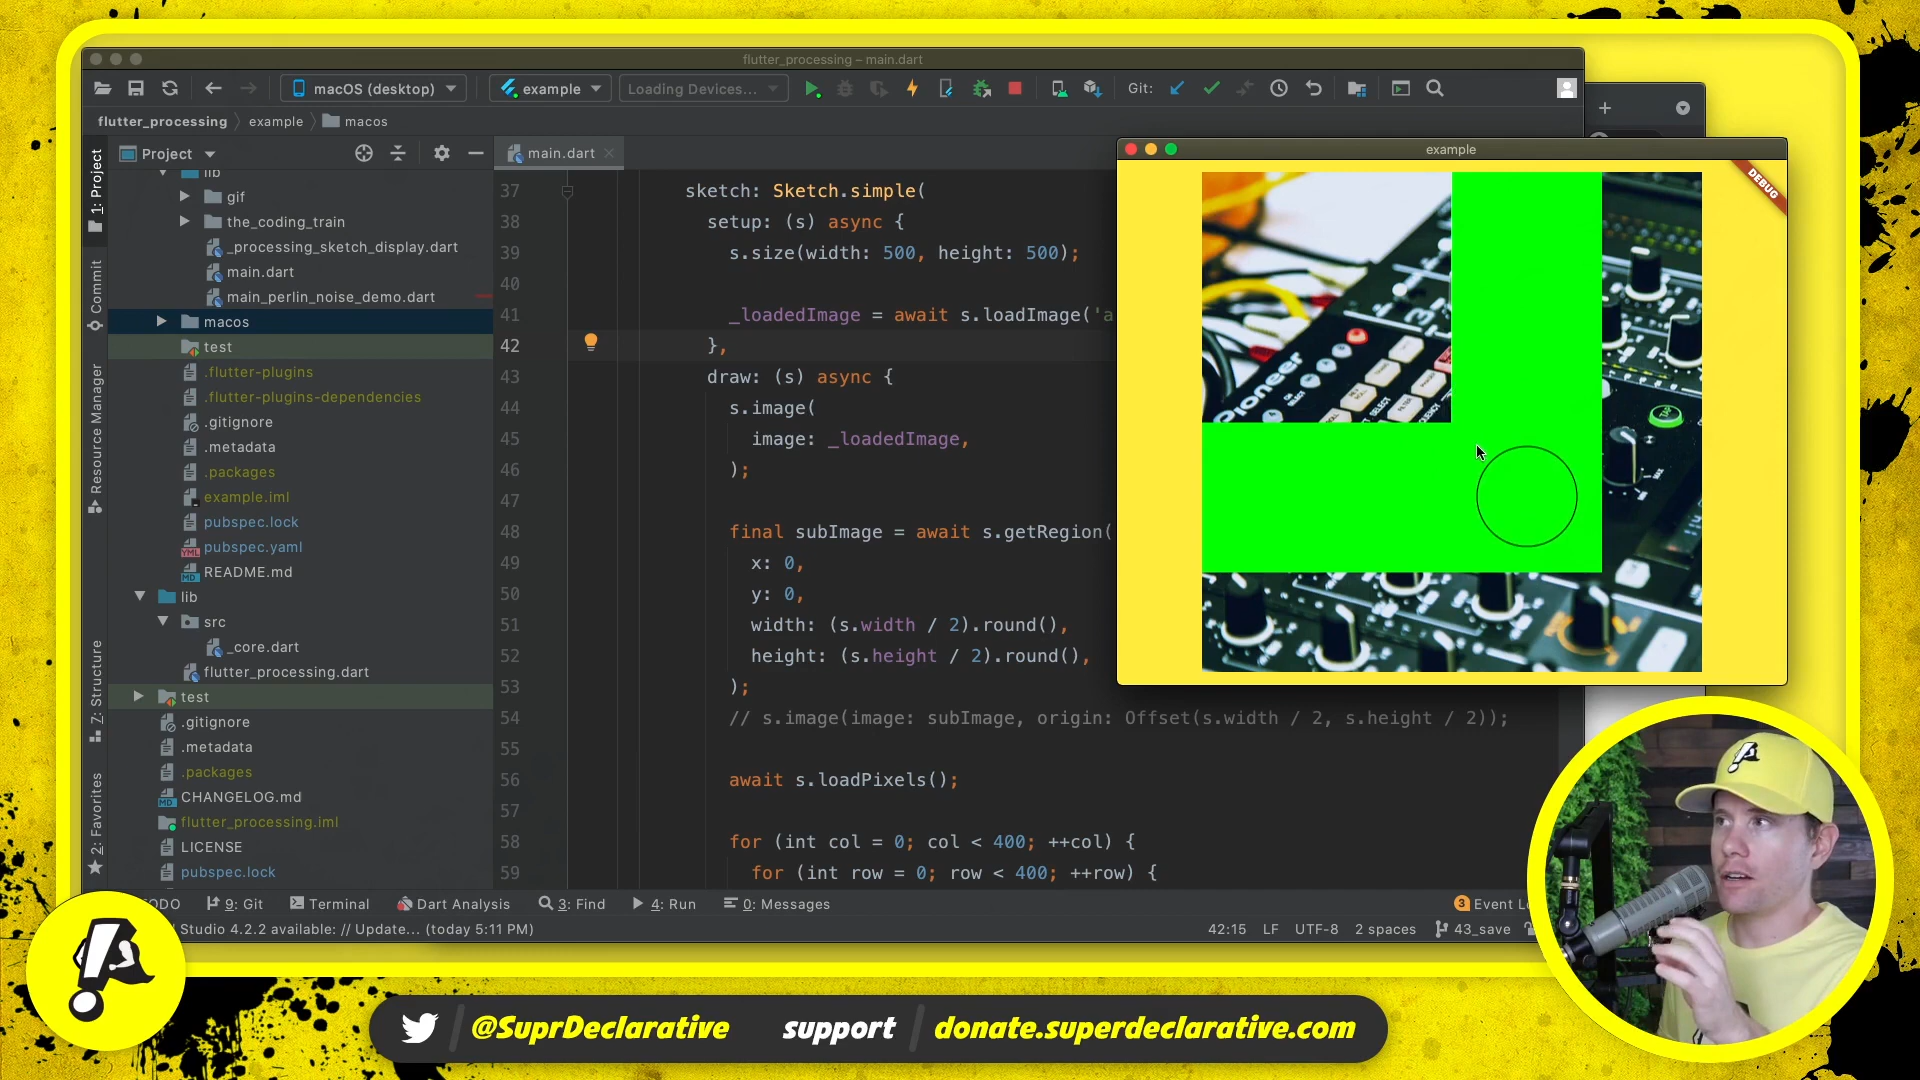 flutter_processing – main.dart
macOS (desktop)
example
Loading Devices...
Git:
flutter_processing
example
macos
1: Project
Commit
Resource Manager
7: Structure
2: Favorites
Project
lib
gif
the_coding_train
_processing_sketch_display.dart
main.dart
main_perlin_noise_demo.dart
macos
test
.flutter-plugins
.flutter-plugins-dependencies
.gitignore
.metadata
.packages
example.iml
pubspec.lock
pubspec.yaml
README.md
lib
src
_core.dart
flutter_processing.dart
test
.gitignore
.metadata
.packages
CHANGELOG.md
flutter_processing.iml
LICENSE
pubspec.lock
main.dart
37 sketch: Sketch.simple(
38 setup: (s) async {
39 s.size(width: 500, height: 500);
40
41 _loadedImage = await s.loadImage('a
42 },
43 draw: (s) async {
44 s.image(
45 image: _loadedImage,
46 );
47
48 final subImage = await s.getRegion(
49 x: 0,
50 y: 0,
51 width: (s.width / 2).round(),
52 height: (s.height / 2).round(),
53 );
54 // s.image(image: subImage, origin: Offset(s.width / 2, s.height / 2));
55
56 await s.loadPixels();
57
58 for (int col = 0; col < 400; ++col) {
59 for (int row = 0; row < 400; ++row) {
example
DEBUG
Pioneer
TAP
ODO
9: Git
Terminal
Dart Analysis
3: Find
4: Run
0: Messages
3 Event Lo
Studio 4.2.2 available: // Update... (today 5:11 PM)
42:15
LF
UTF-8
2 spaces
43_save
@SuprDeclarative
support
donate.superdeclarative.com